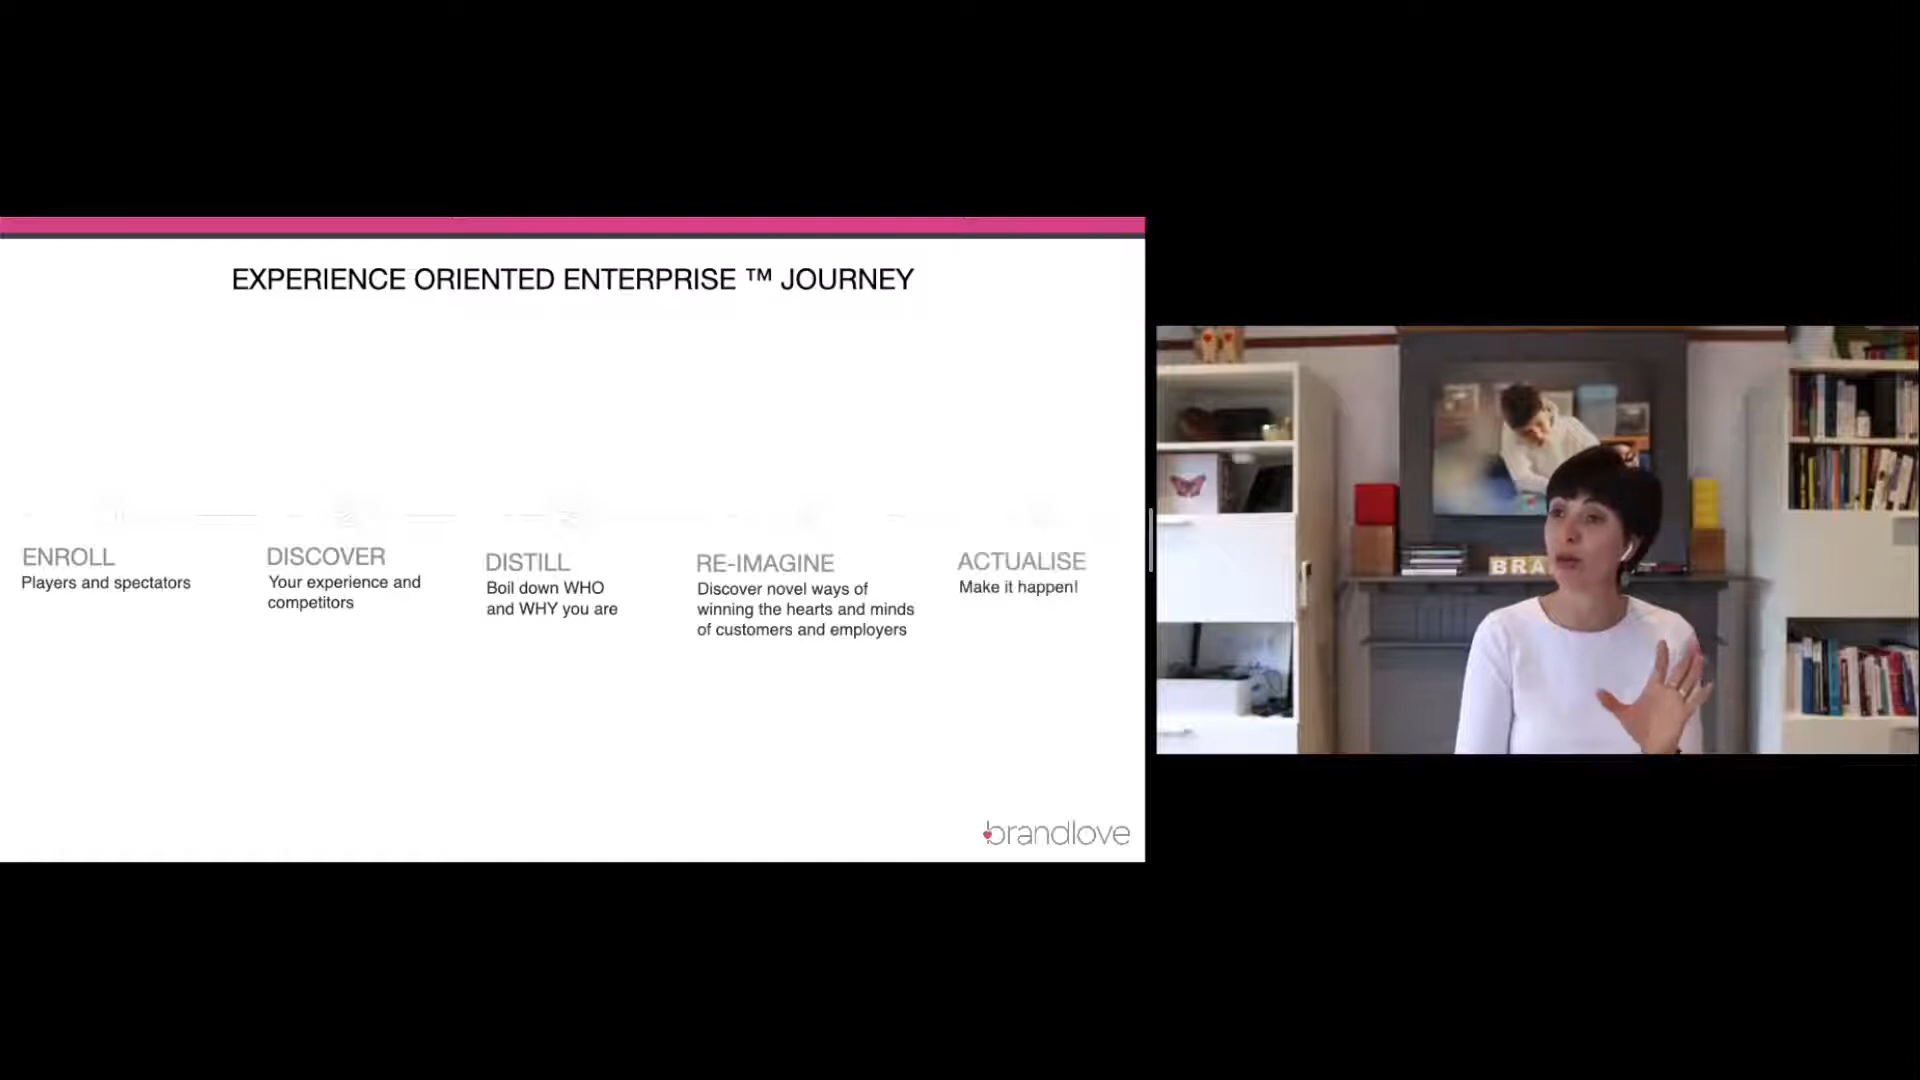 EXPERIENCE ORIENTED ENTERPRISE ™ JOURNEY
ENROLL
Players and spectators
DISCOVER
Your experience and
competitors
DISTILL
Boil down WHO
and WHY you are
RE-IMAGINE
Discover novel ways of
winning the hearts and minds
of customers and employers
ACTUALISE
Make it happen!
brandlove
BRA